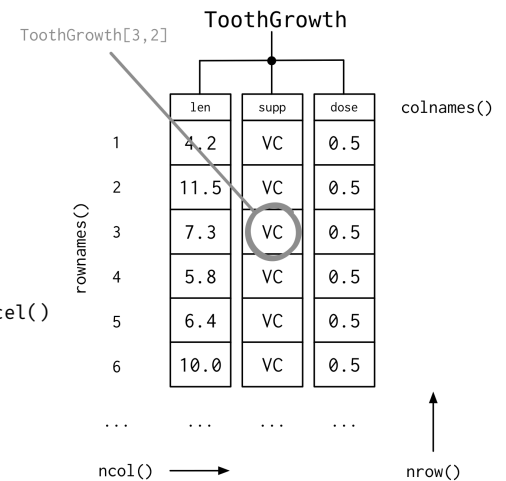 ToothGrowth
ToothGrowth[3,2]
len supp dose colnames()
1 4.2 VC 0.5
2 11.5 VC 0.5
rownames()
3 7.3 VC 0.5
4 5.8 VC 0.5
cel()
5 6.4 VC 0.5
6 10.0 VC 0.5
... ... ... ...
ncol() nrow()